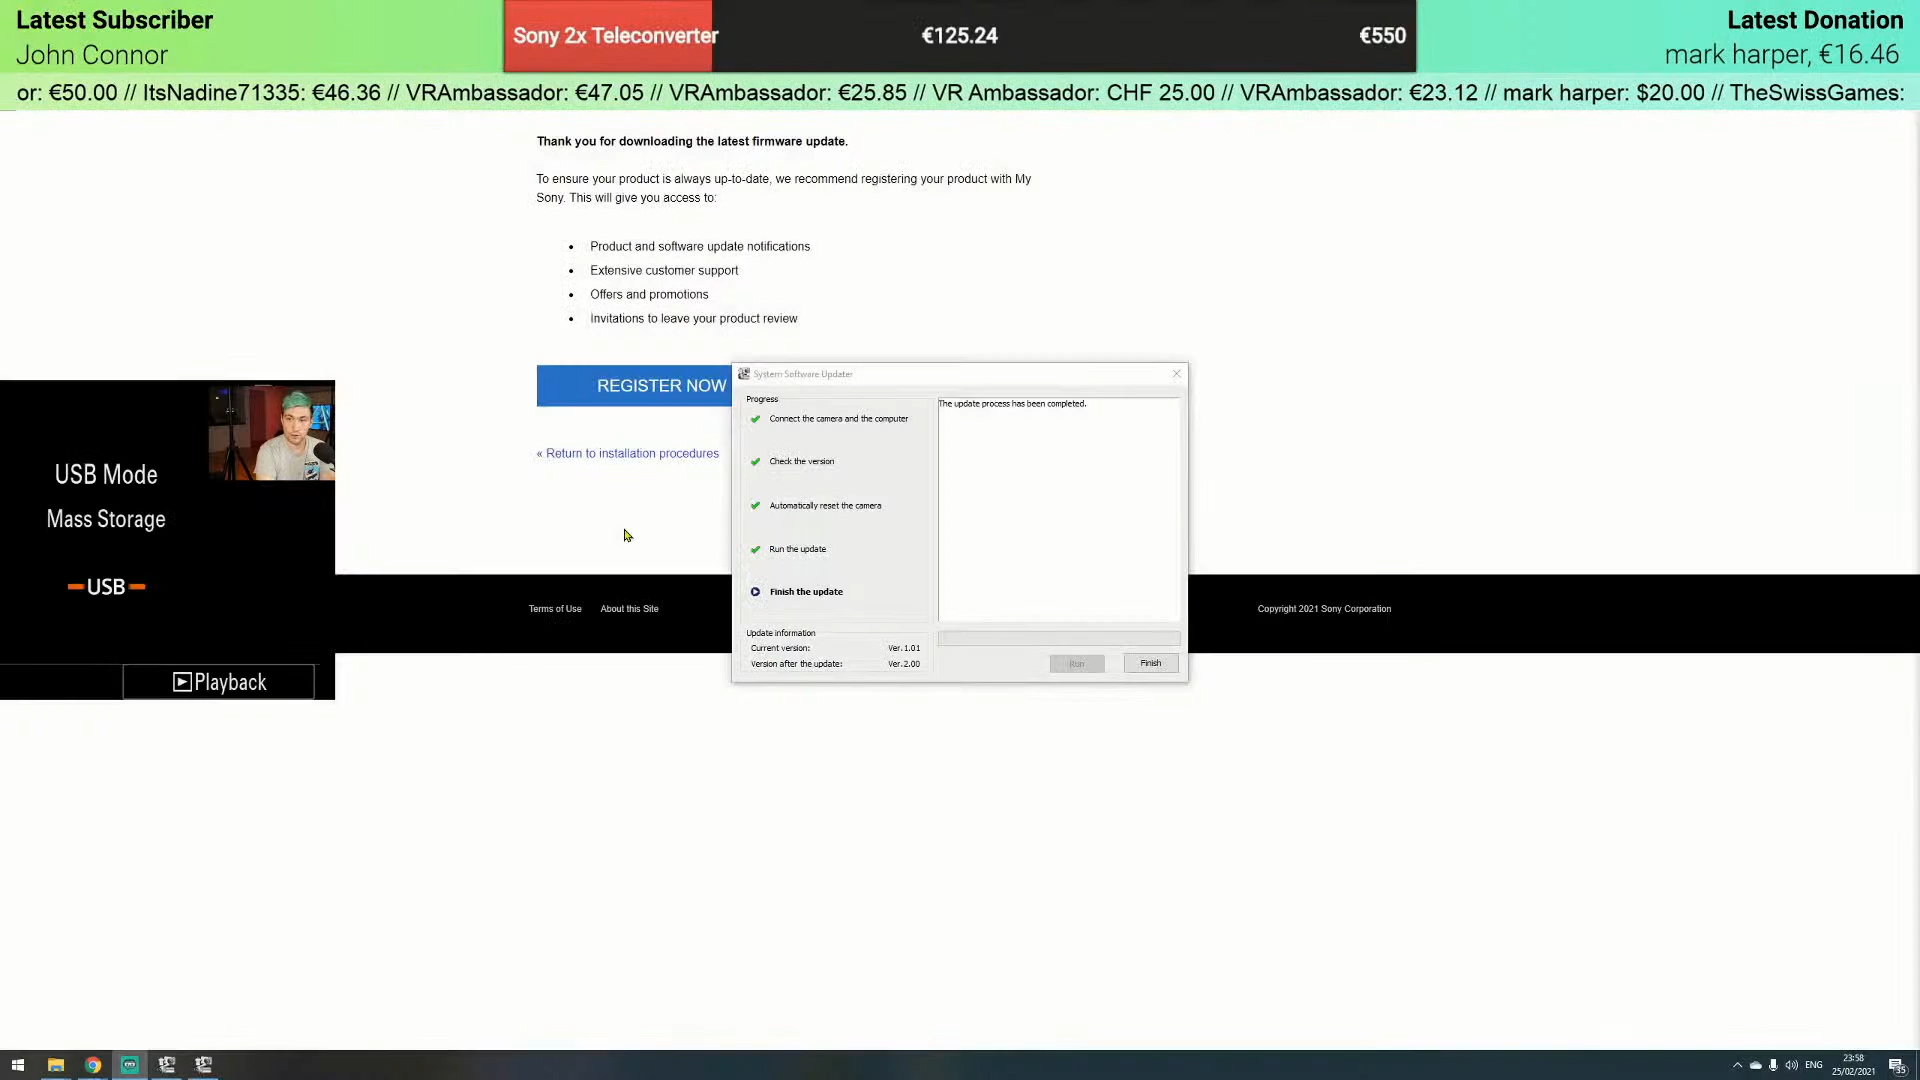 Latest Subscriber
John Connor
Sony 2x Teleconverter
€125.24
€550
Latest Donation
mark harper, €16.46
or: €50.00 // ItsNadine71335: €46.36 // VRAmbassador: €47.05 // VRAmbassador: €25.85 // VR Ambassador: CHF 25.00 // VRAmbassador: €23.12 // mark harper: $20.00 // TheSwissGames:
Thank you for downloading the latest firmware update.
To ensure your product is always up-to-date, we recommend registering your product with My
Sony. This will give you access to:
• Product and software update notifications
• Extensive customer support
• Offers and promotions
• Invitations to leave your product review
REGISTER NOW
« Return to installation procedures
System Software Updater
Progress
Connect the camera and the computer
Check the version
Automatically reset the camera
Run the update
Finish the update
The update process has been completed.
Update information
Current version: Ver.1.01
Version after the update: Ver.2.00
Run
Finish
USB Mode
Mass Storage
USB
Playback
Terms of Use
About this Site
Copyright 2021 Sony Corporation
ENG
23:58
25/02/2021
35